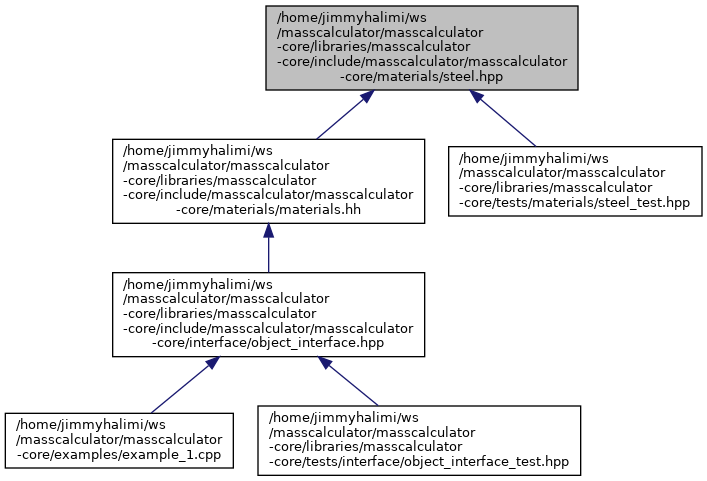 /home/jimmyhalimi/ws
/masscalculator/masscalculator
-core/libraries/masscalculator
-core/include/masscalculator/masscalculator
-core/materials/steel.hpp
/home/jimmyhalimi/ws
/masscalculator/masscalculator
-core/libraries/masscalculator
-core/include/masscalculator/masscalculator
-core/materials/materials.hh
/home/jimmyhalimi/ws
/masscalculator/masscalculator
-core/libraries/masscalculator
-core/tests/materials/steel_test.hpp
/home/jimmyhalimi/ws
/masscalculator/masscalculator
-core/libraries/masscalculator
-core/include/masscalculator/masscalculator
-core/interface/object_interface.hpp
/home/jimmyhalimi/ws
/masscalculator/masscalculator
-core/examples/example_1.cpp
/home/jimmyhalimi/ws
/masscalculator/masscalculator
-core/libraries/masscalculator
-core/tests/interface/object_interface_test.hpp